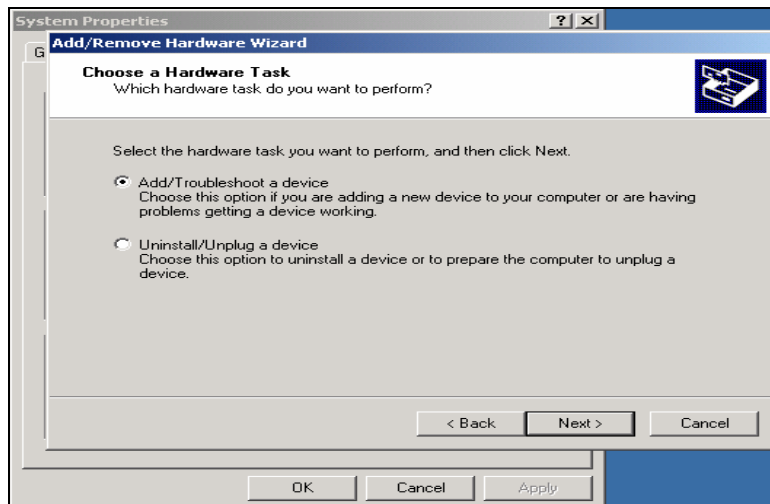 System Properties
Add/Remove Hardware Wizard
G
Choose a Hardware Task
Which hardware task do you want to perform?
Select the hardware task you want to perform, and then click Next.
Add/Troubleshoot a device
Choose this option if you are adding a new device to your computer or are having
problems getting a device working.
Uninstall/Unplug a device
Choose this option to uninstall a device or to prepare the computer to unplug a
device.
< Back Next > Cancel
OK Cancel Apply